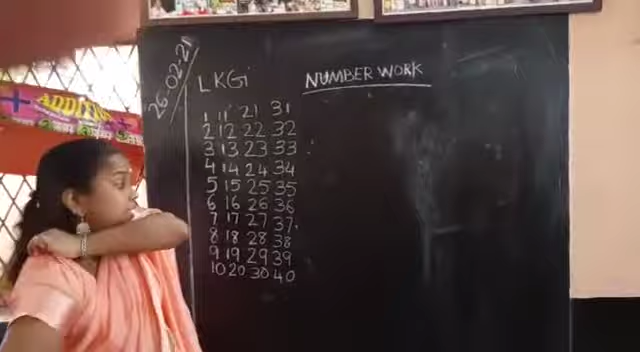 26-02-21
LKG
NUMBER WORK
1 11 21 31
2 12 22 32
3 13 23 33
4 14 24 34
5 15 25 35
6 16 26 36
7 17 27 37
8 18 28 38
9 19 29 39
10 20 30 40
ADDITI